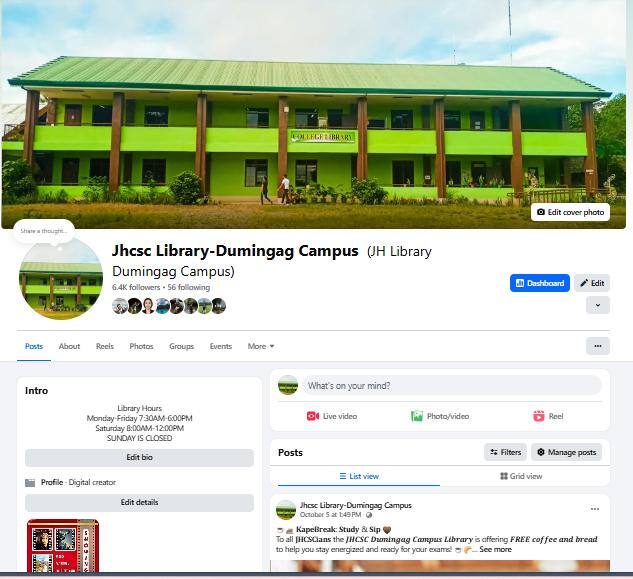 COLLEGE LIBRARY
Edit cover photo
Share a thought...
Jhcsc Library-Dumingag Campus (JH Library
Dumingag Campus)
6.4K followers • 56 following
Dashboard
Edit
Posts About Reels Photos Groups Events More
Intro
Library Hours
Monday-Friday 7:30AM-6:00PM
Saturday 8:00AM-12:00PM
SUNDAY IS CLOSED
Edit bio
Profile · Digital creator
Edit details
What's on your mind?
Live video Photo/video Reel
Posts
Filters
Manage posts
List view Grid view
Jhcsc Library-Dumingag Campus
October 5 at 1:49 PM
☕📖 KapeBreak: Study & Sip 🤎
To all JHCSCians the JHCSC Dumingag Campus Library is offering FREE coffee and bread
to help you stay energized and ready for your exams! ☕🥐... See more